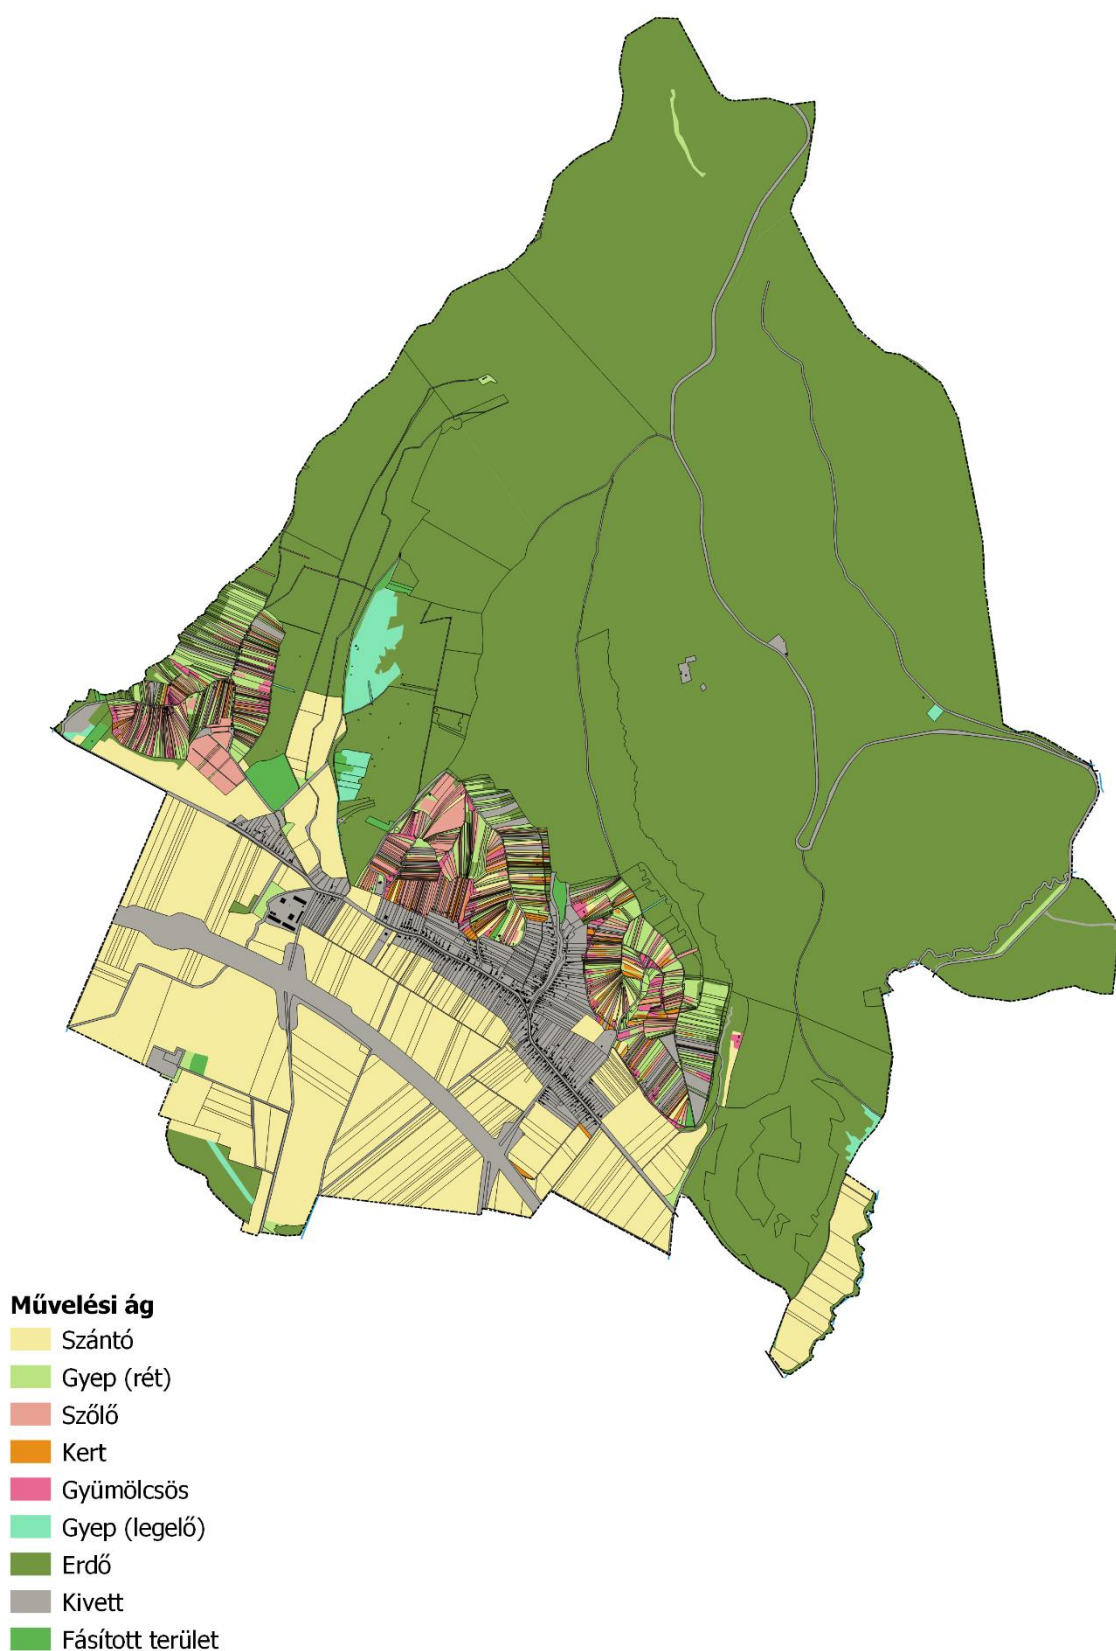 Művelési ág
Szántó
Gyep (rét)
Szőlő
Kert
Gyümölcsös
Gyep (legelő)
Erdő
Kivett
Fásított terület